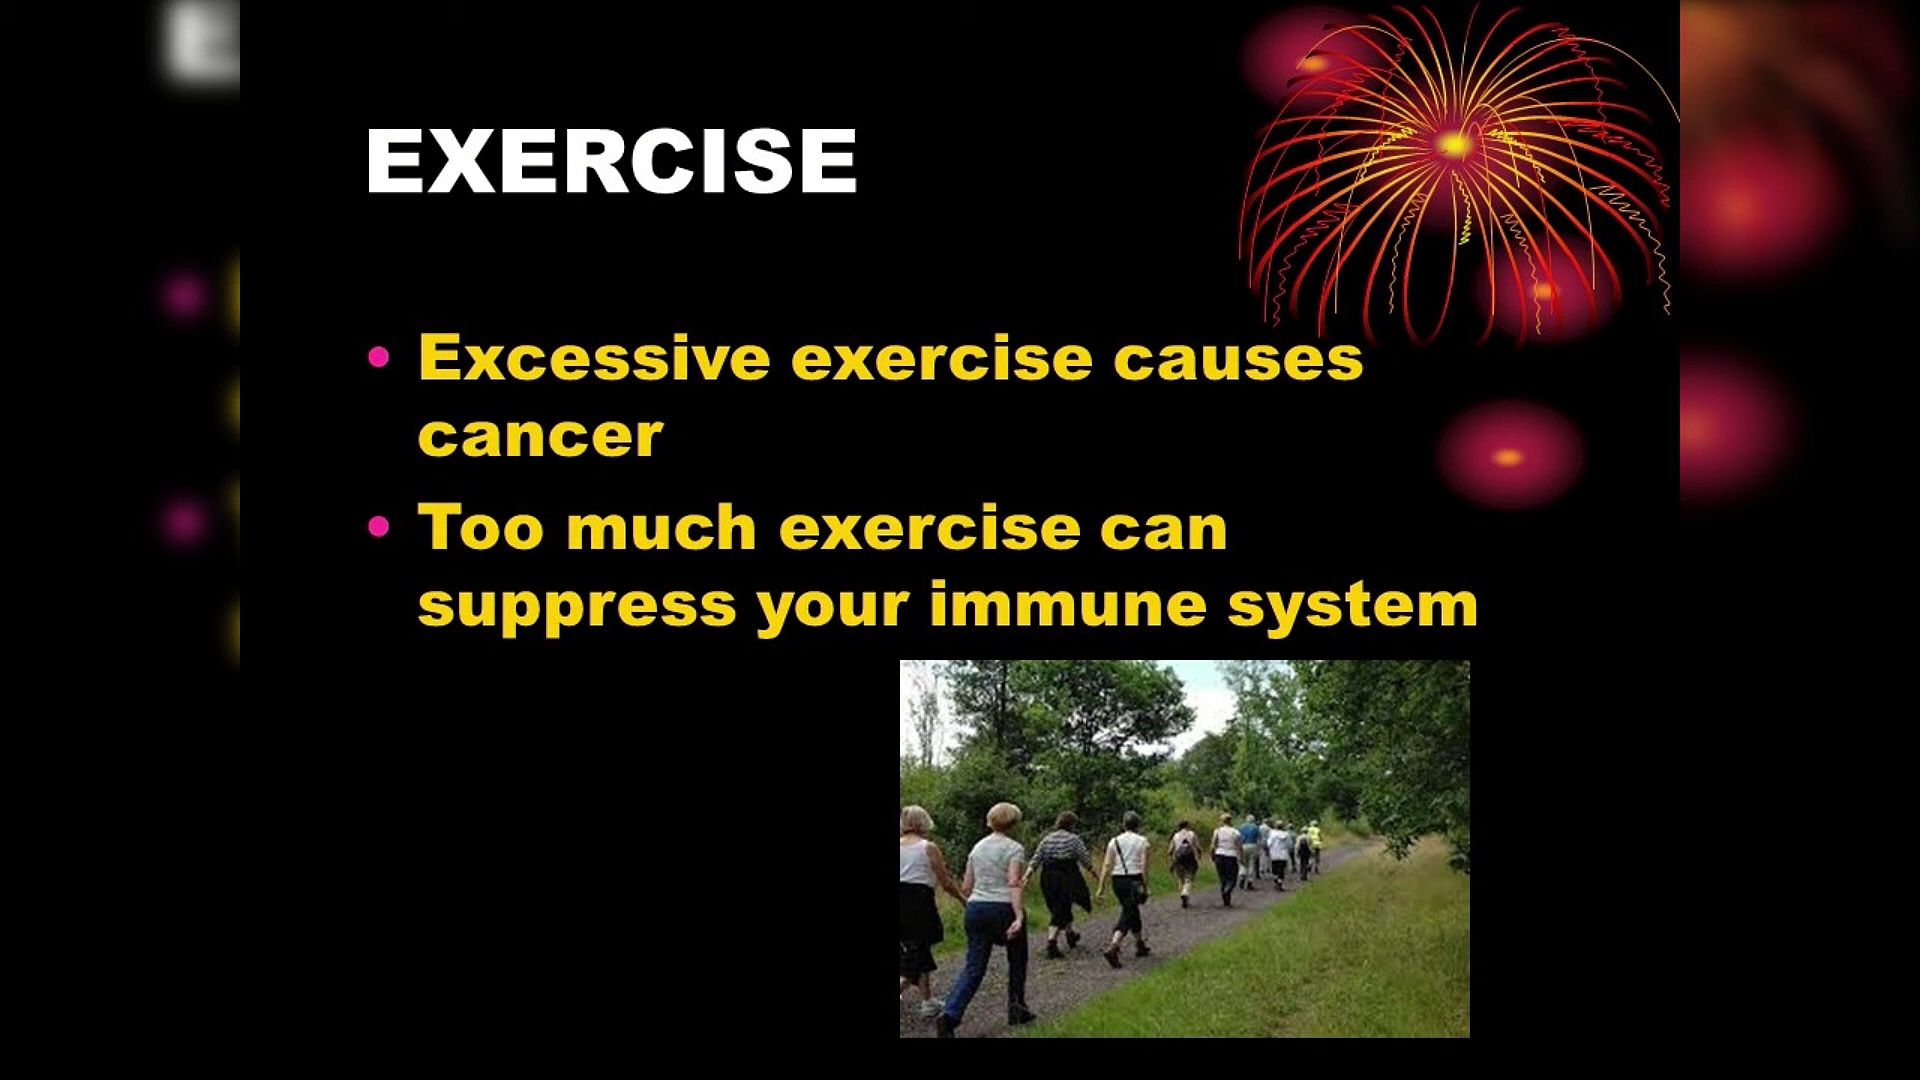 EXERCISE
• Excessive exercise causes
cancer
• Too much exercise can
suppress your immune system